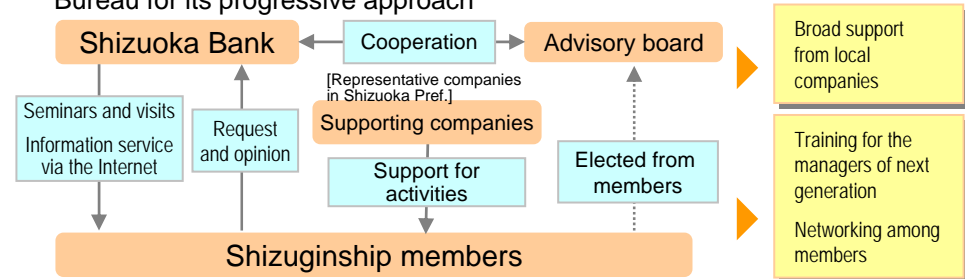 Bureau for its progressive approach
Shizuoka Bank
Cooperation
Advisory board
[Representative companies
in Shizuoka Pref.]
Supporting companies
Seminars and visits
Information service
via the Internet
Request
and opinion
Support for
activities
Elected from
members
Shizuginship members
Broad support
from local
companies
Training for the
managers of next
generation
Networking among
members